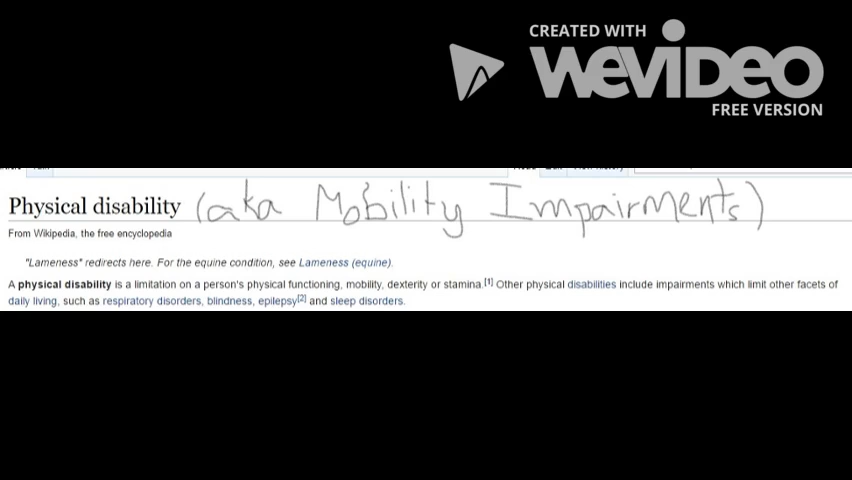 CREATED WITH
WEVIDEO
FREE VERSION
Physical disability (aka Mobility Impairments)
From Wikipedia, the free encyclopedia
"Lameness" redirects here. For the equine condition, see Lameness (equine).
A physical disability is a limitation on a person's physical functioning, mobility, dexterity or stamina.[1] Other physical disabilities include impairments which limit other facets of
daily living, such as respiratory disorders, blindness, epilepsy[2] and sleep disorders.